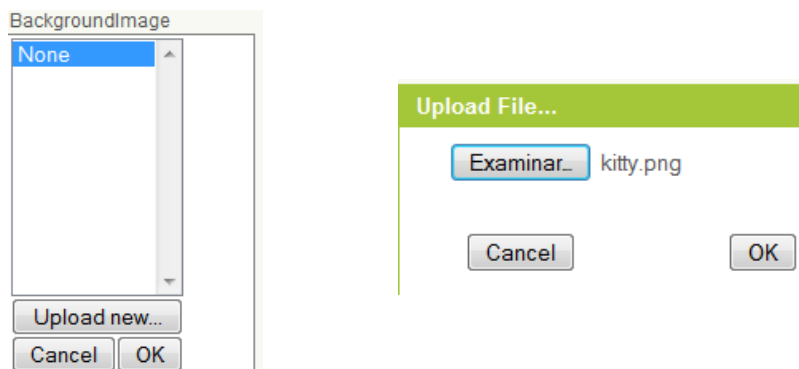 BackgroundImage
None
Upload new...
Cancel OK
Upload File...
Examinar... kitty.png
Cancel OK